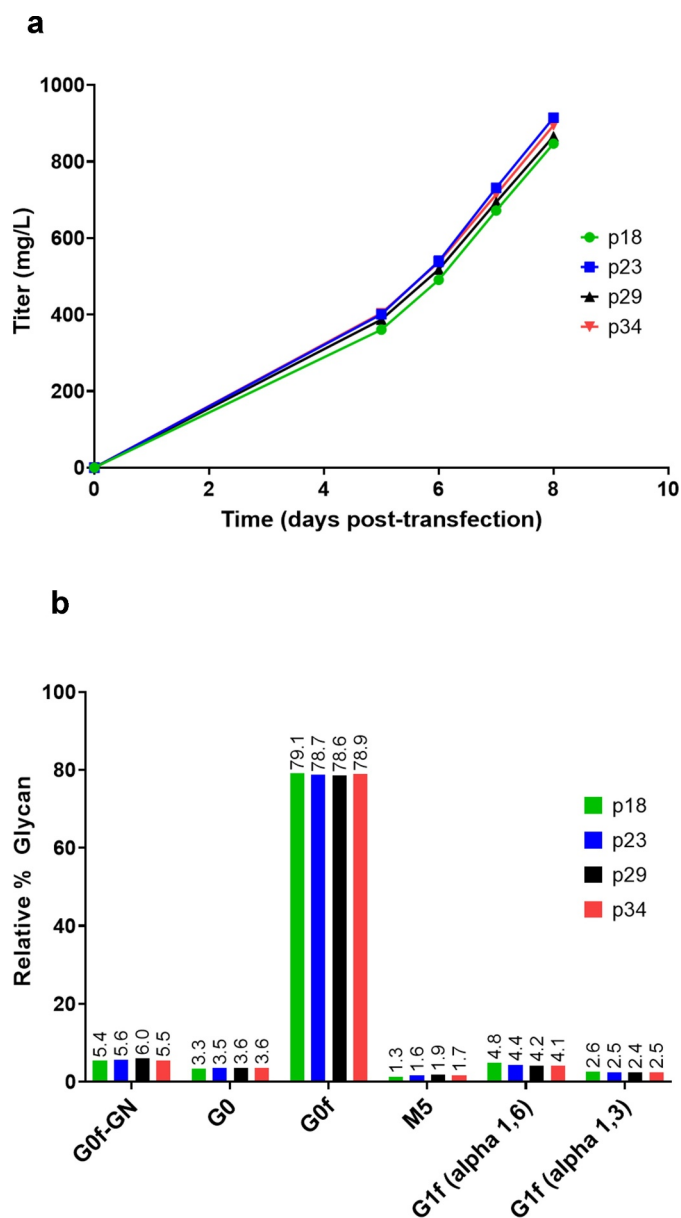 a
1000
800
600
400
200
0
Titer (mg/L)
0 2 4 6 8 10
Time (days post-transfection)
p18
p23
p29
p34
b
100
80
60
40
20
0
Relative % Glycan
5.4 5.6 6.0 5.5
3.3 3.5 3.6 3.6
79.1 78.7 78.6 78.9
1.3 1.6 1.9 1.7
4.8 4.4 4.2 4.1
2.6 2.5 2.4 2.5
G0f-GN
G0
G0f
M5
G1f (alpha 1,6)
G1f (alpha 1,3)
p18
p23
p29
p34